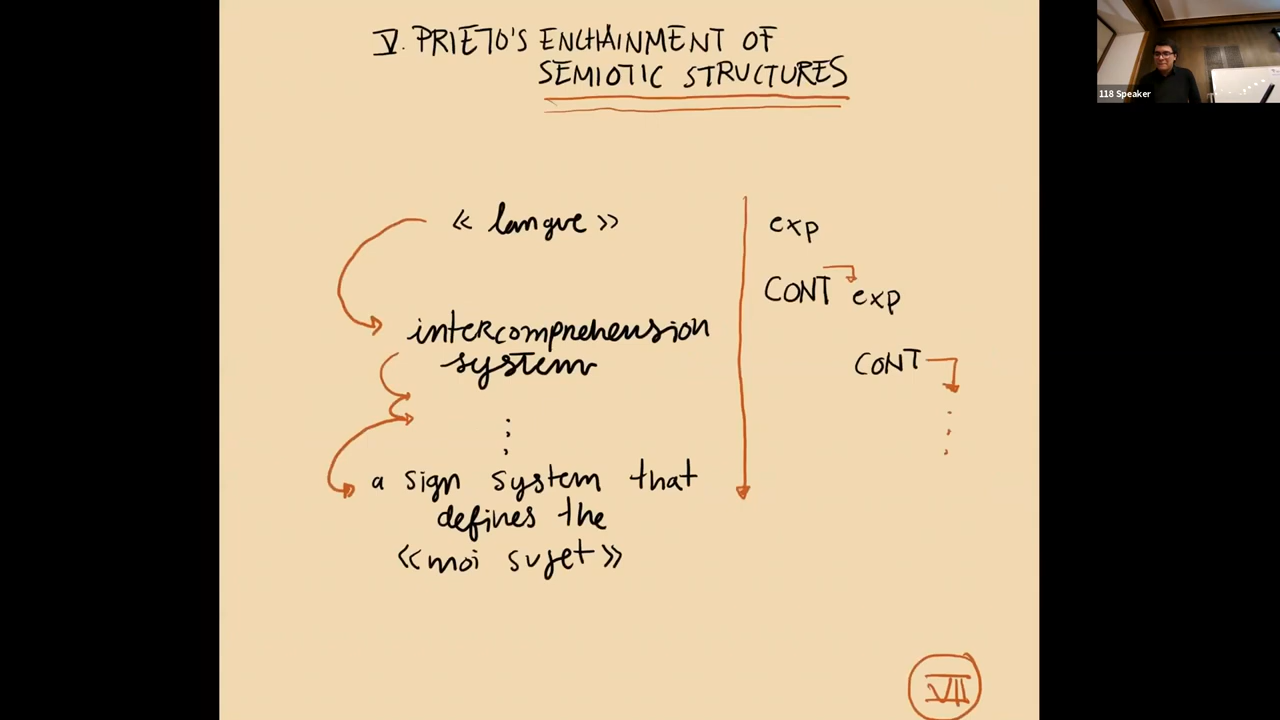 V. PRIETO'S ENCHAINMENT OF
SEMIOTIC STRUCTURES
« langue »
intercomprehension
system
a sign system that
defines the
« moi sujet »
exp
CONT exp
CONT
VII
118 Speaker